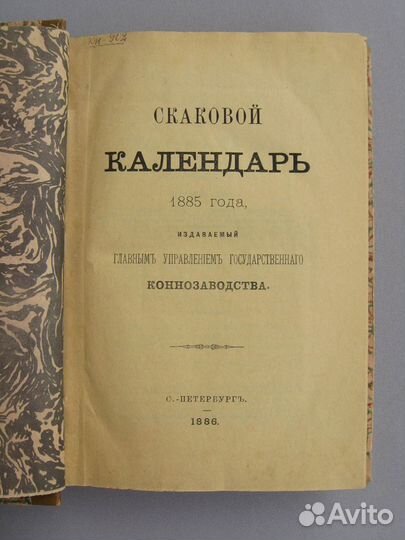 СКАКОВОЙ
КАЛЕНДАРЬ
1885 года,
ИЗДАВАЕМЫЙ
ГЛАВНЫМЪ УПРАВЛЕНІЕМЪ ГОСУДАРСТВЕННАГО
КОННОЗАВОДСТВА.
С.-ПЕТЕРБУРГЪ.
1886.
Avito